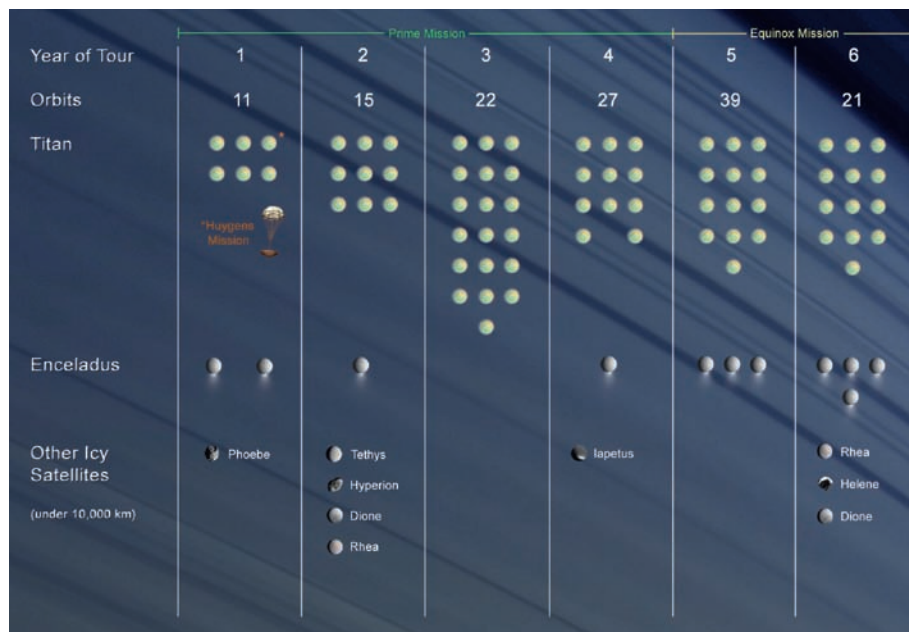 Prime Mission Equinox Mission
Year of Tour 1 2 3 4 5 6
Orbits 11 15 22 27 39 21
Titan
*
*Huygens
Mission
Enceladus
Other Icy
Satellites
(under 10,000 km)
Phoebe
Tethys
Hyperion
Dione
Rhea
Iapetus
Rhea
Helene
Dione